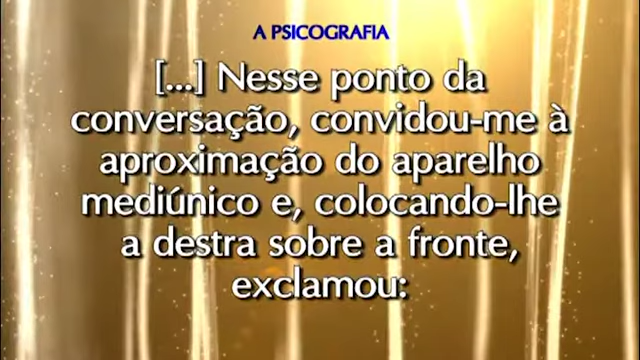 A PSICOGRAFIA
[...] Nesse ponto da
conversação, convidou-me à
aproximação do aparelho
mediúnico e, colocando-lhe
a destra sobre a fronte,
exclamou: